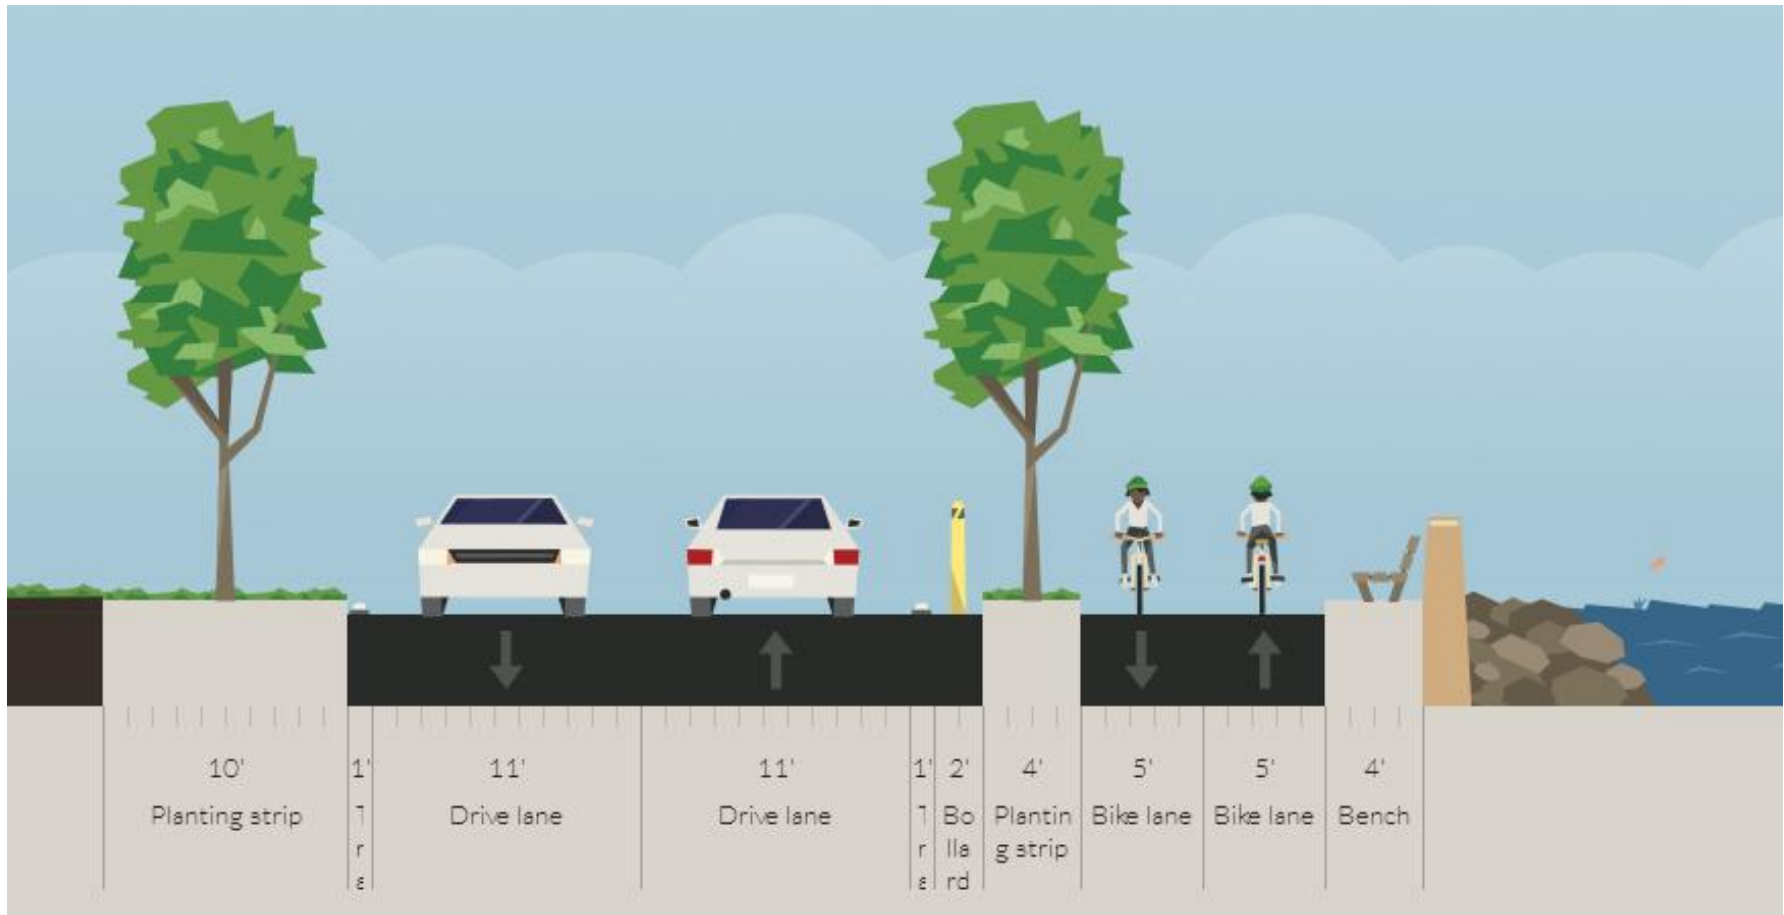 10'
1'
11'
11'
1'
2'
4'
5'
5'
4'
Planting strip
Drive lane
Drive lane
Bo
lla
rd
Plantin
g strip
Bike lane
Bike lane
Bench